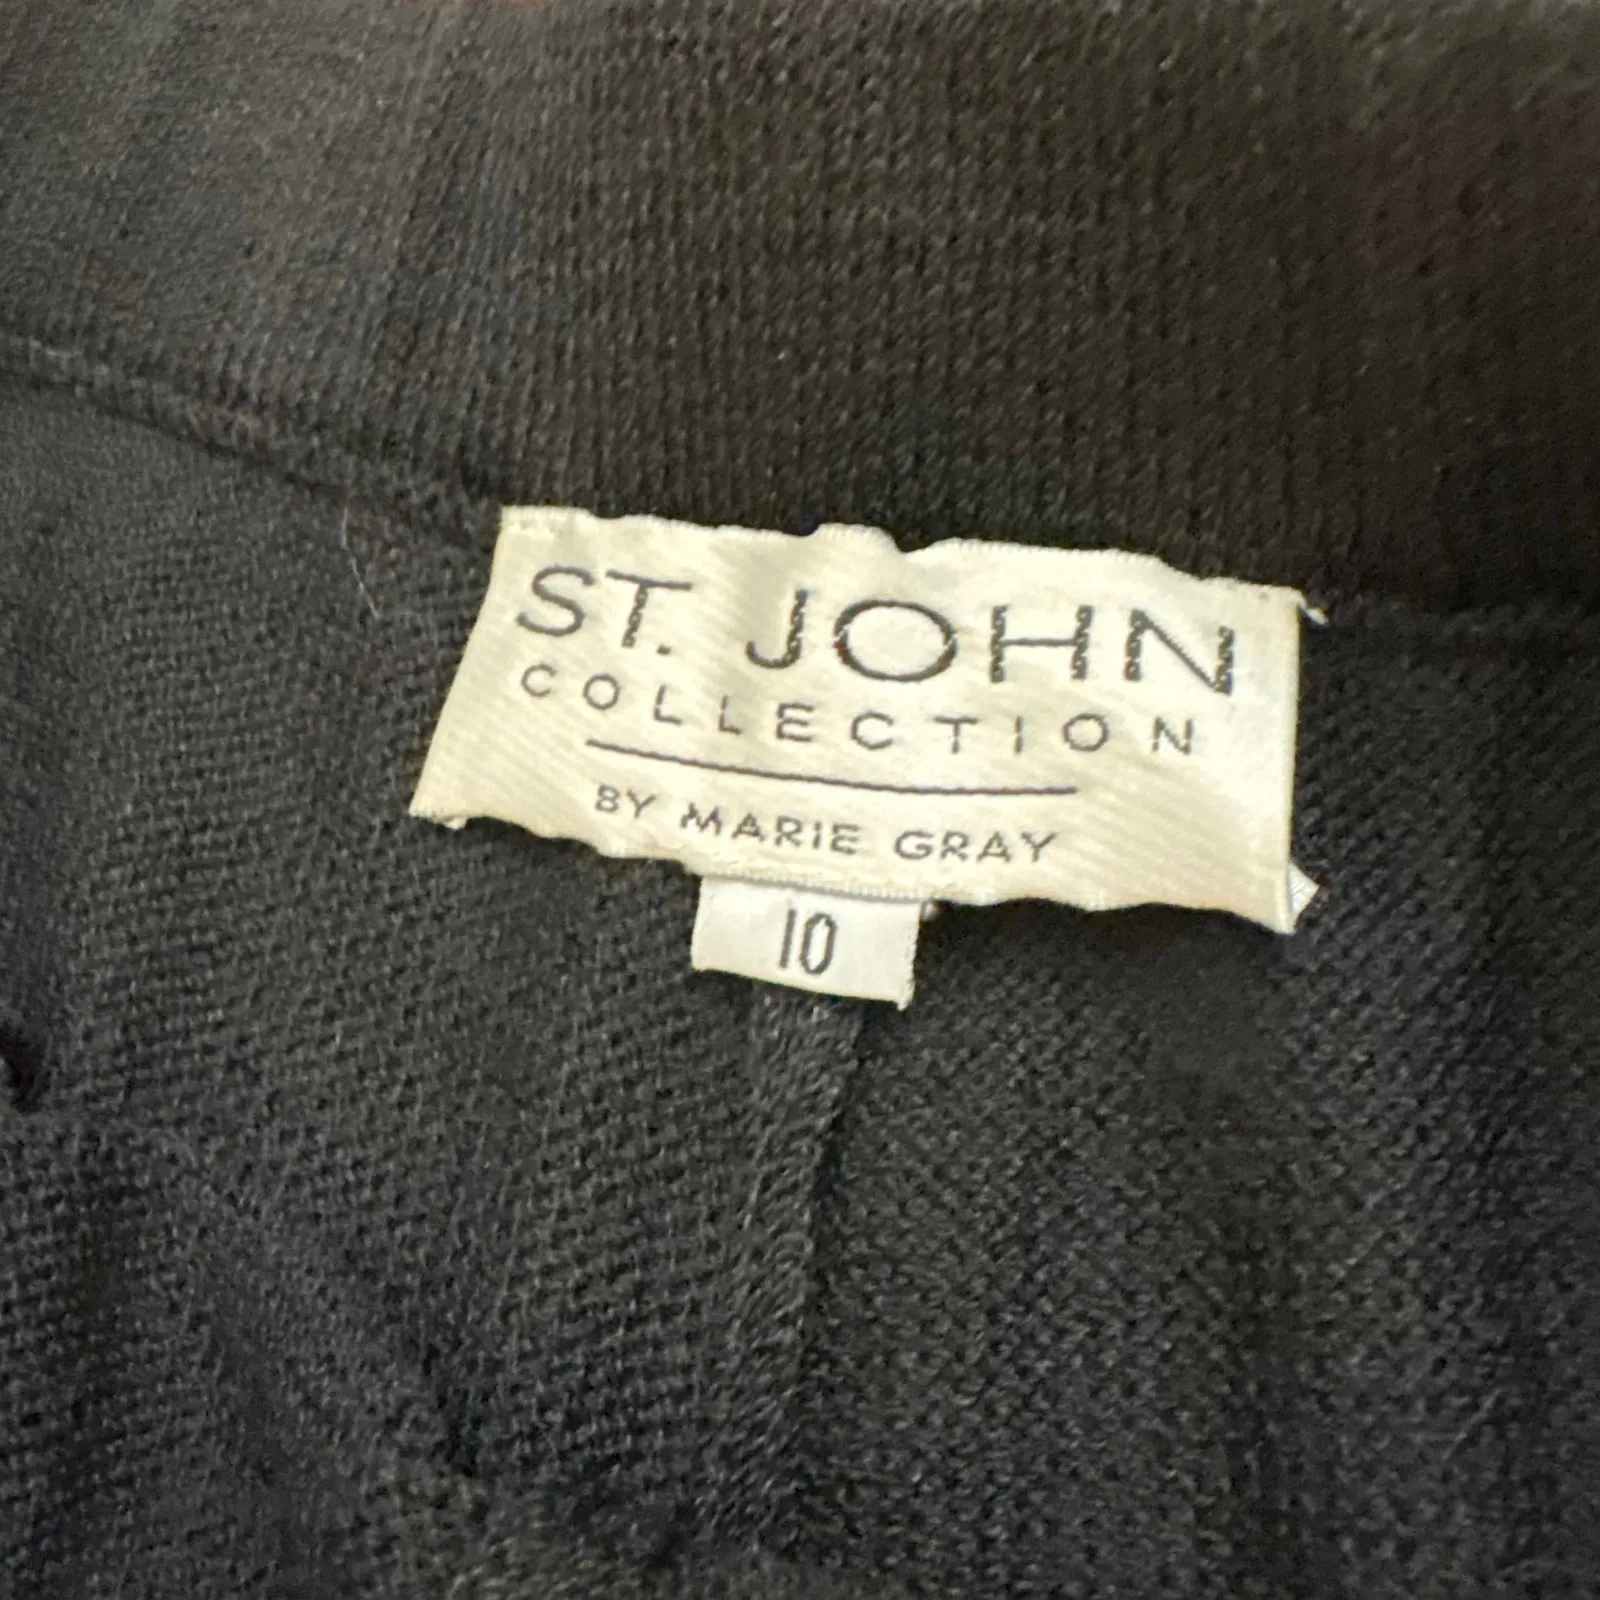 ST. JOHN
COLLECTION
BY MARIE GRAY
10